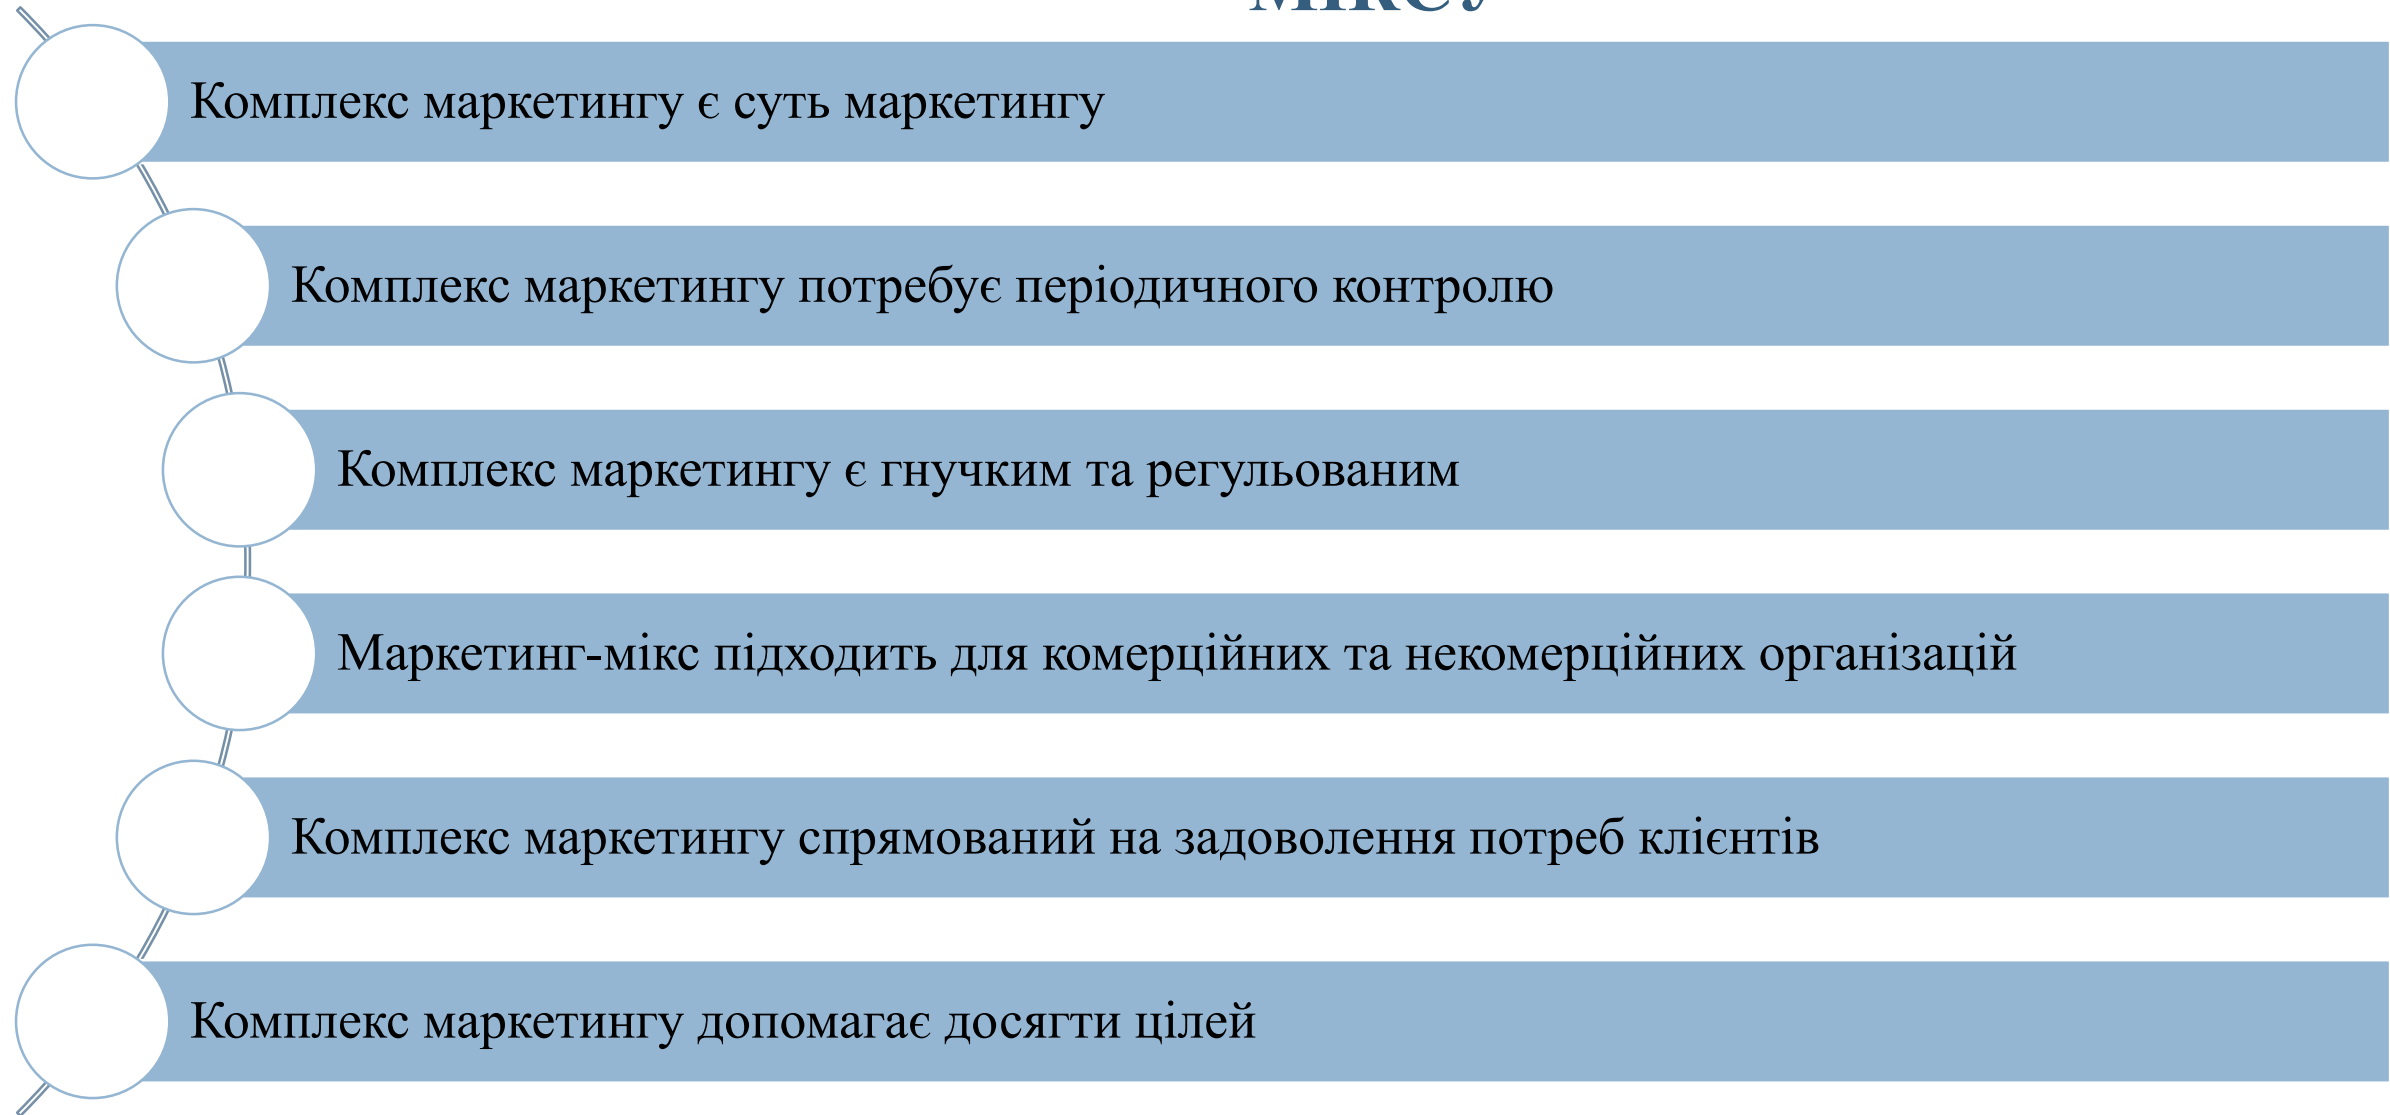 міксу
Комплекс маркетингу є суть маркетингу
Комплекс маркетингу потребує періодичного контролю
Комплекс маркетингу є гнучким та регульованим
Маркетинг-мікс підходить для комерційних та некомерційних організацій
Комплекс маркетингу спрямований на задоволення потреб клієнтів
Комплекс маркетингу допомагає досягти цілей